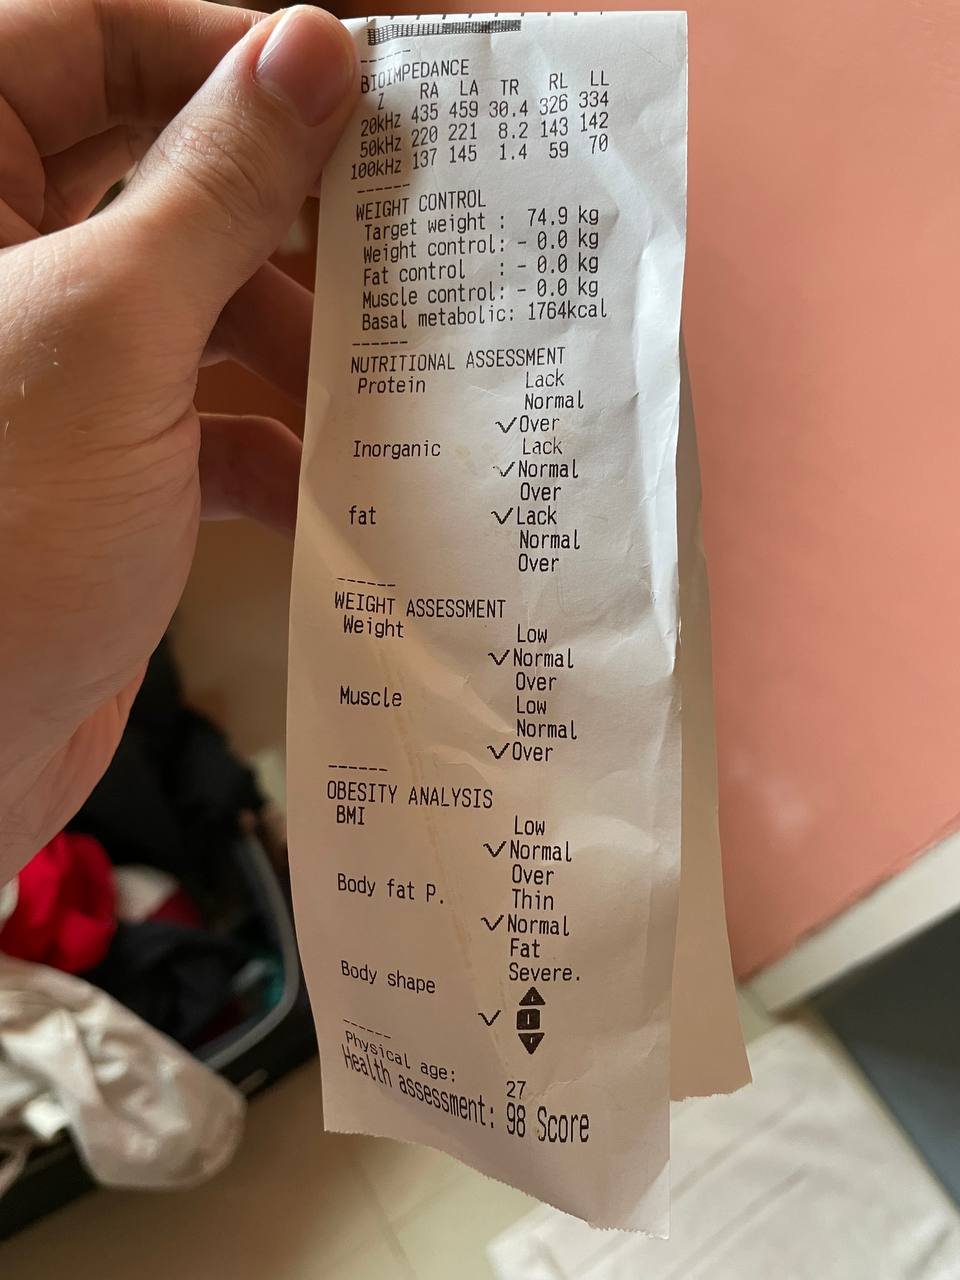 BIOIMPEDANCE
Z RA LA TR RL LL
20kHz 435 459 30.4 326 334
50kHz 220 221 8.2 143 142
100kHz 137 145 1.4 59 70
------
WEIGHT CONTROL
Target weight : 74.9 kg
Weight control: - 0.0 kg
Fat control : - 0.0 kg
Muscle control: - 0.0 kg
Basal metabolic: 1764kcal
------
NUTRITIONAL ASSESSMENT
Protein Lack
Normal
✓Over
Inorganic Lack
✓Normal
Over
fat ✓Lack
Normal
Over
------
WEIGHT ASSESSMENT
Weight Low
✓Normal
Over
Muscle Low
Normal
✓Over
------
OBESITY ANALYSIS
BMI Low
✓Normal
Over
Body fat P. Thin
✓Normal
Fat
Severe.
Body shape
✓
------
Physical age: 27
Health assessment: 98 Score